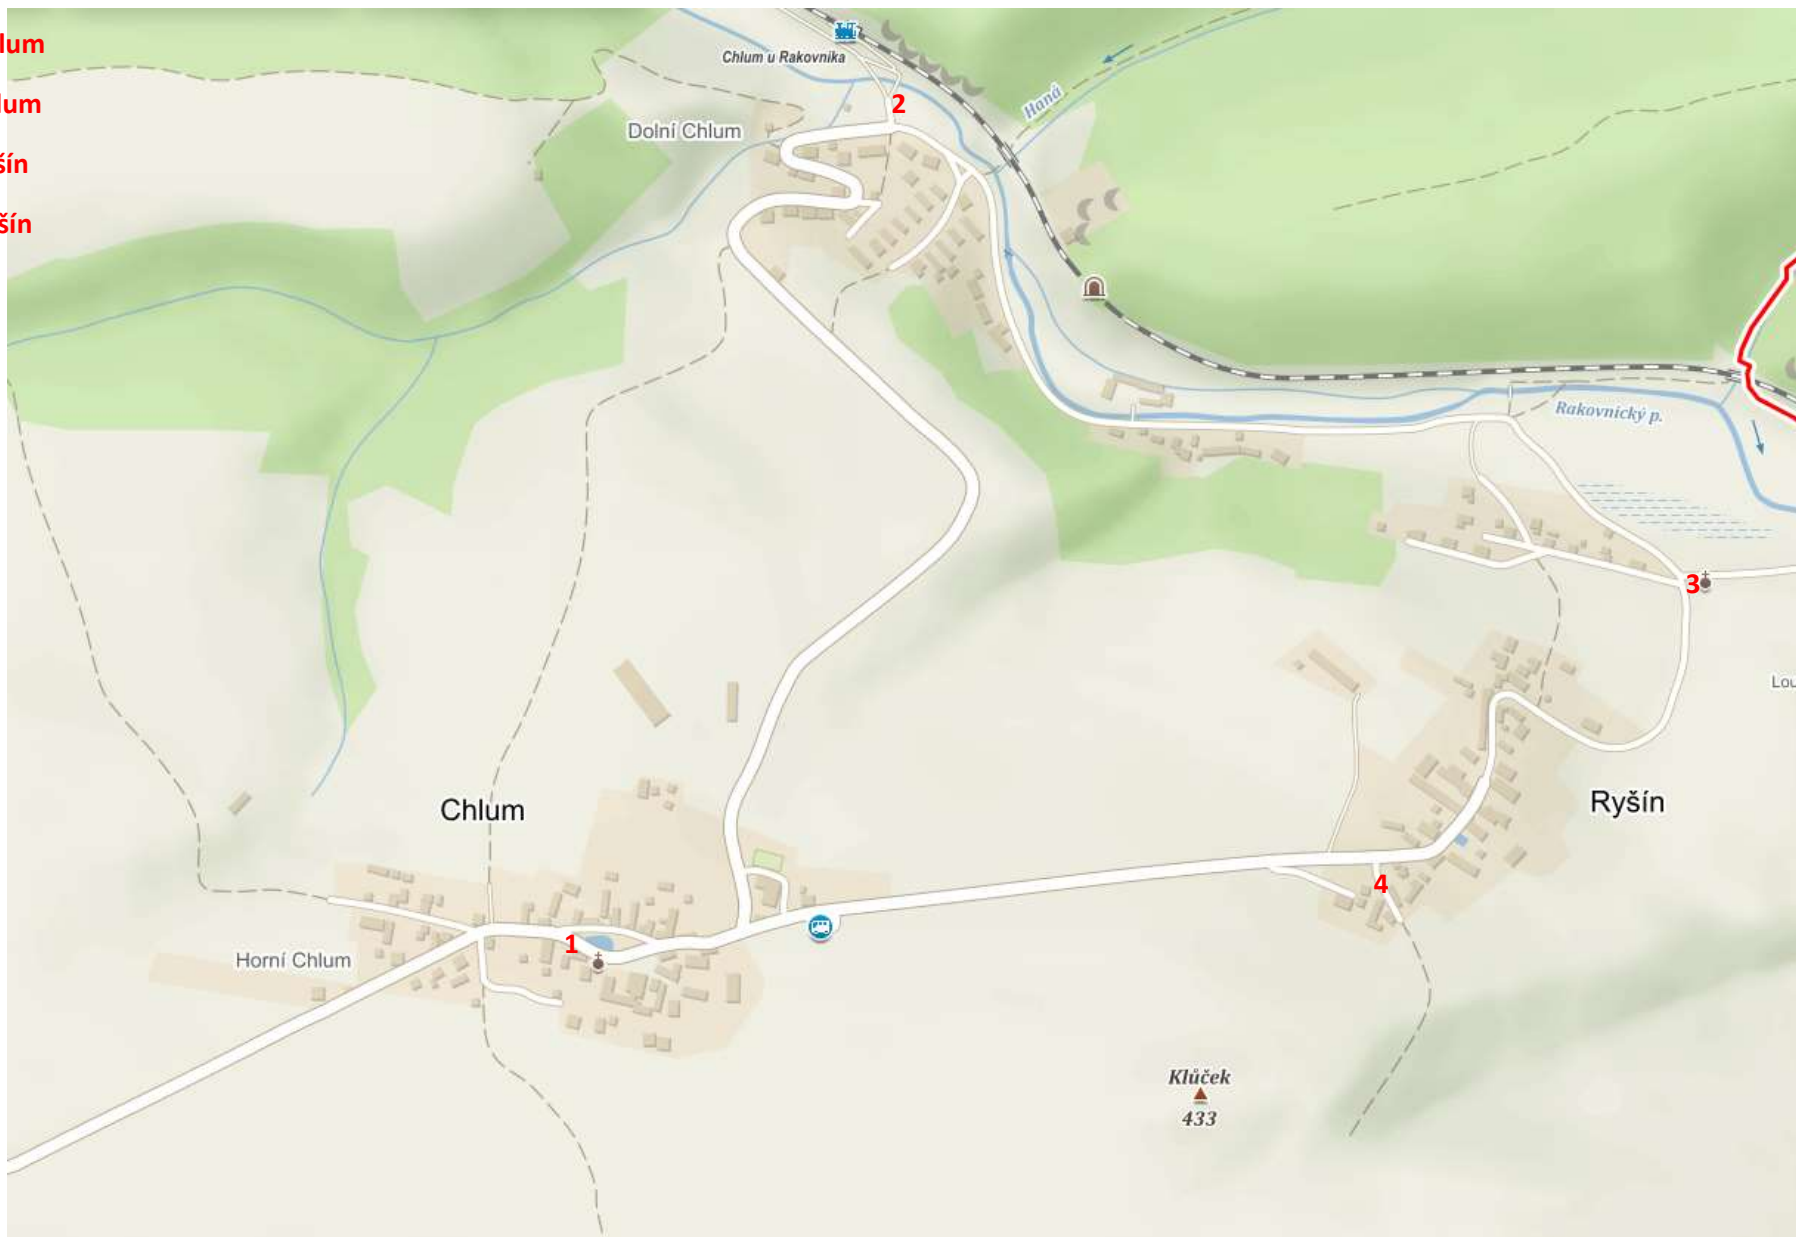 hlum
lum
šín
šín
Chlum u Rakovníka
2
Haná
Dolní Chlum
Rakovnický p.
3
Lou
Chlum
Ryšín
4
1
Horní Chlum
Klůček
433